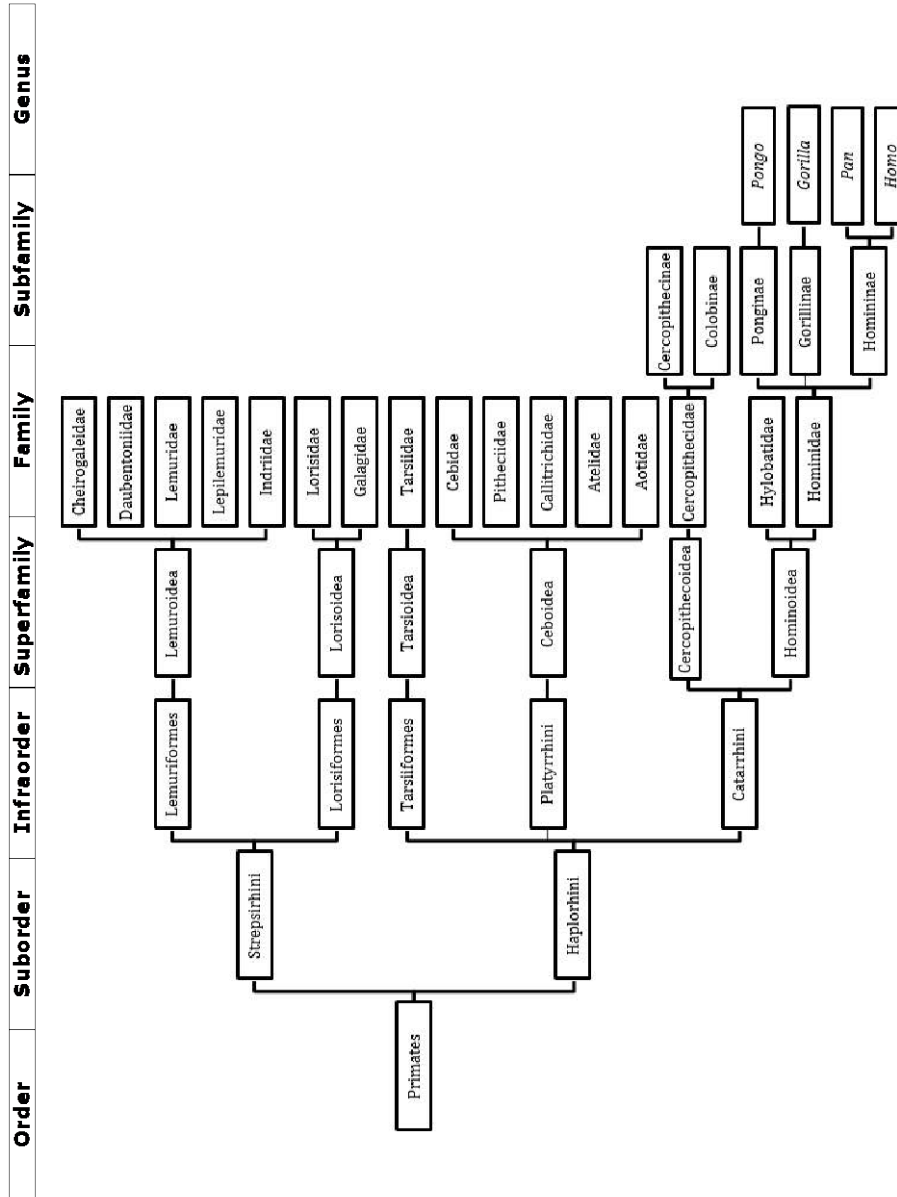 Order
Suborder
Infraorder
Superfamily
Family
Subfamily
Genus
Primates
Strepsirhini
Haplorhini
Lemuriformes
Lorisiformes
Tarsiiformes
Platyrrhini
Catarrhini
Lemuroidea
Lorisoidea
Tarsioidea
Ceboidea
Cercopithecoidea
Hominoidea
Cheirogaleidae
Daubentoniidae
Lemuridae
Lepilemuridae
Indriidae
Lorisidae
Galagidae
Tarsiidae
Cebidae
Pitheciidae
Callitrichidae
Atelidae
Aotidae
Cercopithecidae
Hylobatidae
Hominidae
Cercopithecinae
Colobinae
Ponginae
Gorillinae
Homininae
Pongo
Gorilla
Pan
Homo